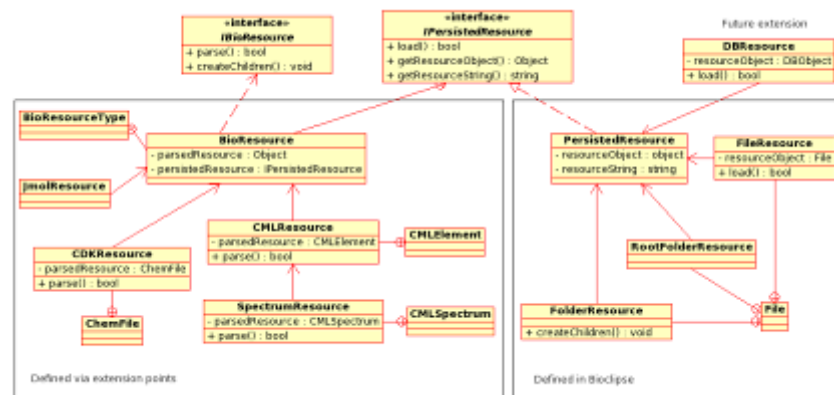 «interface»
IBioResource
+ parse() : bool
+ createChildren() : void
«interface»
IPersistedResource
+ load() : bool
+ getResourceObject() : Object
+ getResourceString() : string
Future extension
DBResource
- resourceObject : DBObject
+ load() : bool
BioResourceType
BioResource
- parsedResource : Object
- persistedResource : IPersistedResource
JmolResource
CMLResource
- parsedResource : CMLElement
+ parse() : bool
CMLElement
CDKResource
- parsedResource : ChemFile
+ parse() : bool
ChemFile
SpectrumResource
- parsedResource : CMLSpectrum
+ parse() : bool
CMLSpectrum
Defined via extension points
PersistedResource
- resourceObject : object
- resourceString : string
FileResource
- resourceObject : File
+ load() : bool
RootFolderResource
FolderResource
+ createChildren() : void
File
Defined in Bioclipse